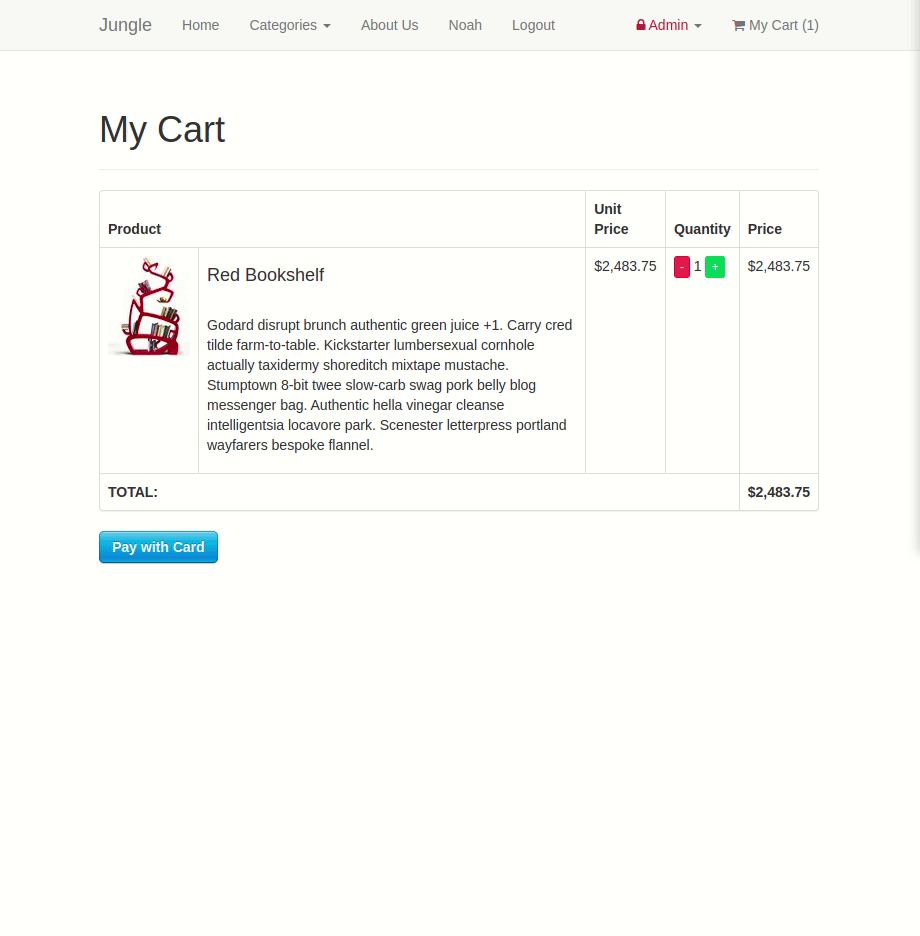 Jungle Home Categories About Us Noah Logout Admin My Cart (1)
My Cart
Product Unit Price Quantity Price
Red Bookshelf $2,483.75 - 1 + $2,483.75
Godard disrupt brunch authentic green juice +1. Carry cred
tilde farm-to-table. Kickstarter lumbersexual cornhole
actually taxidermy shoreditch mixtape mustache.
Stumptown 8-bit twee slow-carb swag pork belly blog
messenger bag. Authentic hella vinegar cleanse
intelligentsia locavore park. Scenester letterpress portland
wayfarers bespoke flannel.
TOTAL: $2,483.75
Pay with Card